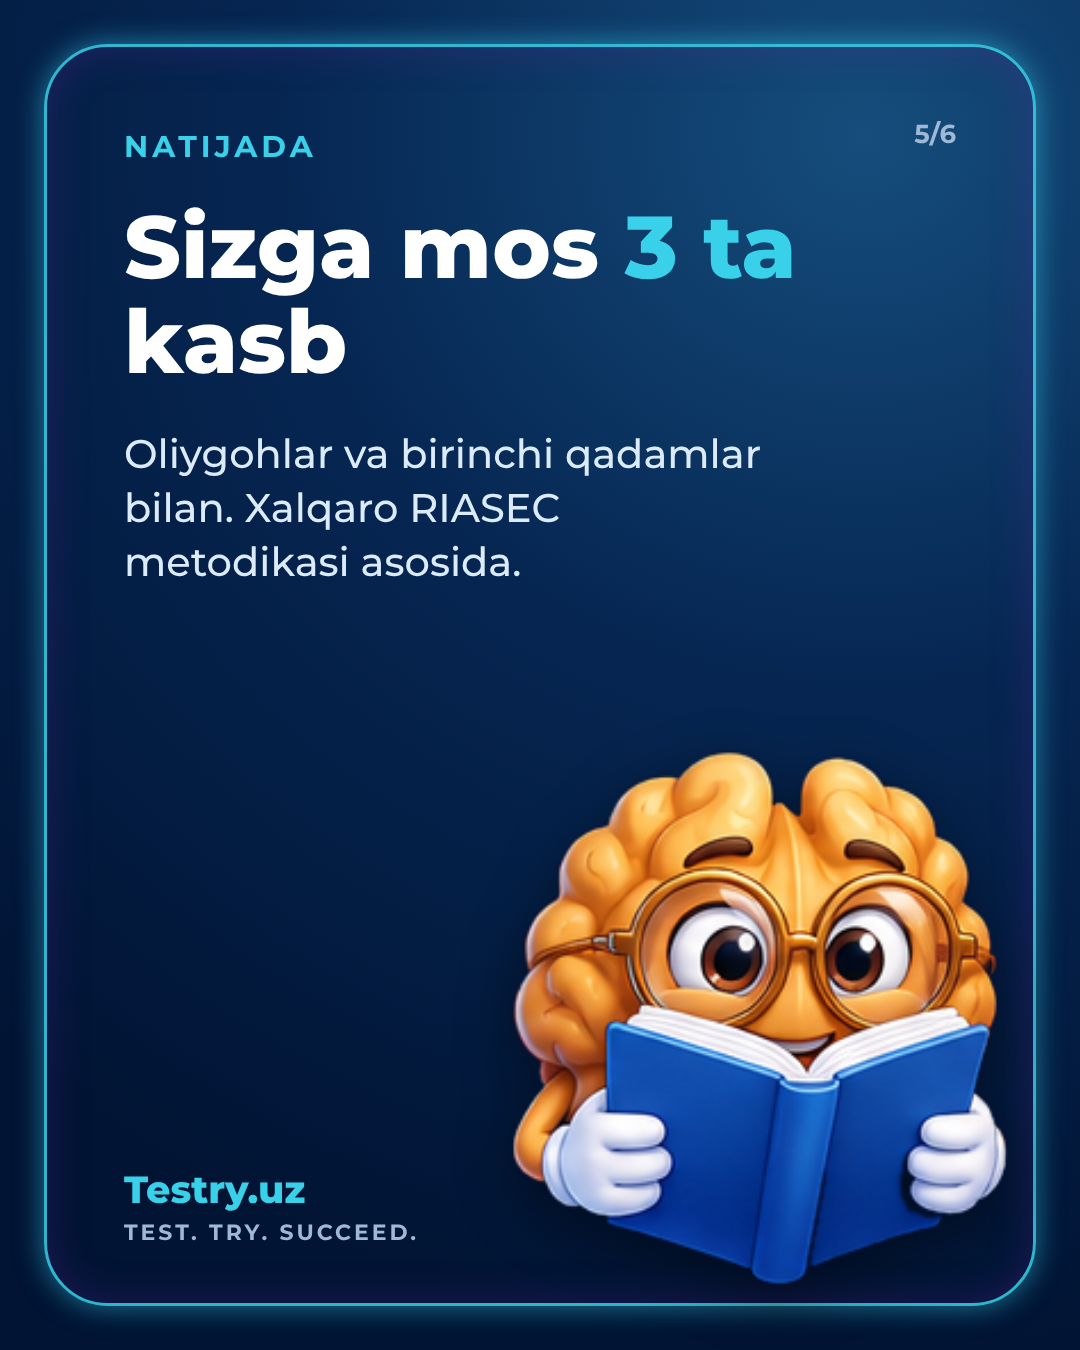 NATIJADA
5/6
Sizga mos 3 ta
kasb
Oliygohlar va birinchi qadamlar
bilan. Xalqaro RIASEC
metodikasi asosida.
Testry.uz
TEST. TRY. SUCCEED.